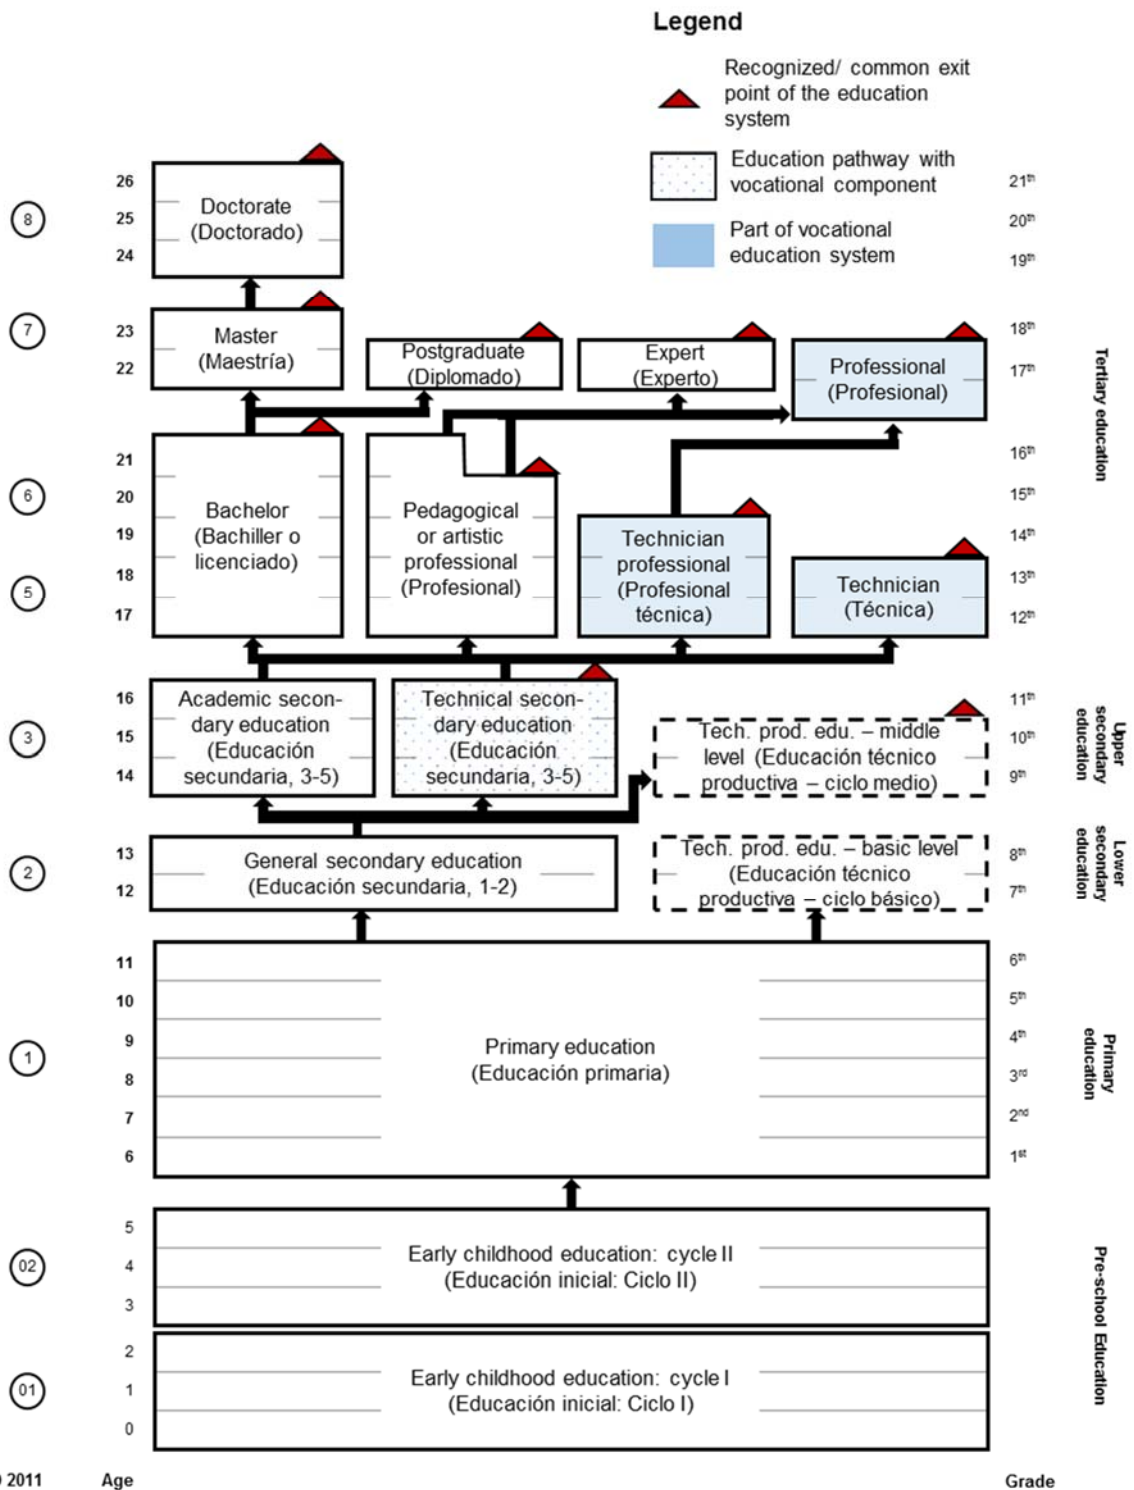 Legend
Recognized/ common exit
point of the education
system
Education pathway with
vocational component
Part of vocational
education system
8
26
25
24
Doctorate
(Doctorado)
21th
20th
19th
7
23
22
Master
(Maestría)
Postgraduate
(Diplomado)
Expert
(Experto)
Professional
(Profesional)
18th
17th
Tertiary education
6
5
21
20
19
18
17
Bachelor
(Bachiller o
licenciado)
Pedagogical
or artistic
professional
(Profesional)
Technician
professional
(Profesional
técnica)
Technician
(Técnica)
16th
15th
14th
13th
12th
3
16
15
14
Academic secon-
dary education
(Educación
secundaria, 3-5)
Technical secon-
dary education
(Educación
secundaria, 3-5)
Tech. prod. edu. – middle
level (Educación técnico
productiva – ciclo medio)
11th
10th
9th
Upper
secondary
education
2
13
12
General secondary education
(Educación secundaria, 1-2)
Tech. prod. edu. – basic level
(Educación técnico
productiva – ciclo básico)
8th
7th
Lower
secondary
education
1
11
10
9
8
7
6
Primary education
(Educación primaria)
6th
5th
4th
3rd
2nd
1st
Primary
education
02
5
4
3
Early childhood education: cycle II
(Educación inicial: Ciclo II)
Pre-school Education
01
2
1
0
Early childhood education: cycle I
(Educación inicial: Ciclo I)
2011
Age
Grade